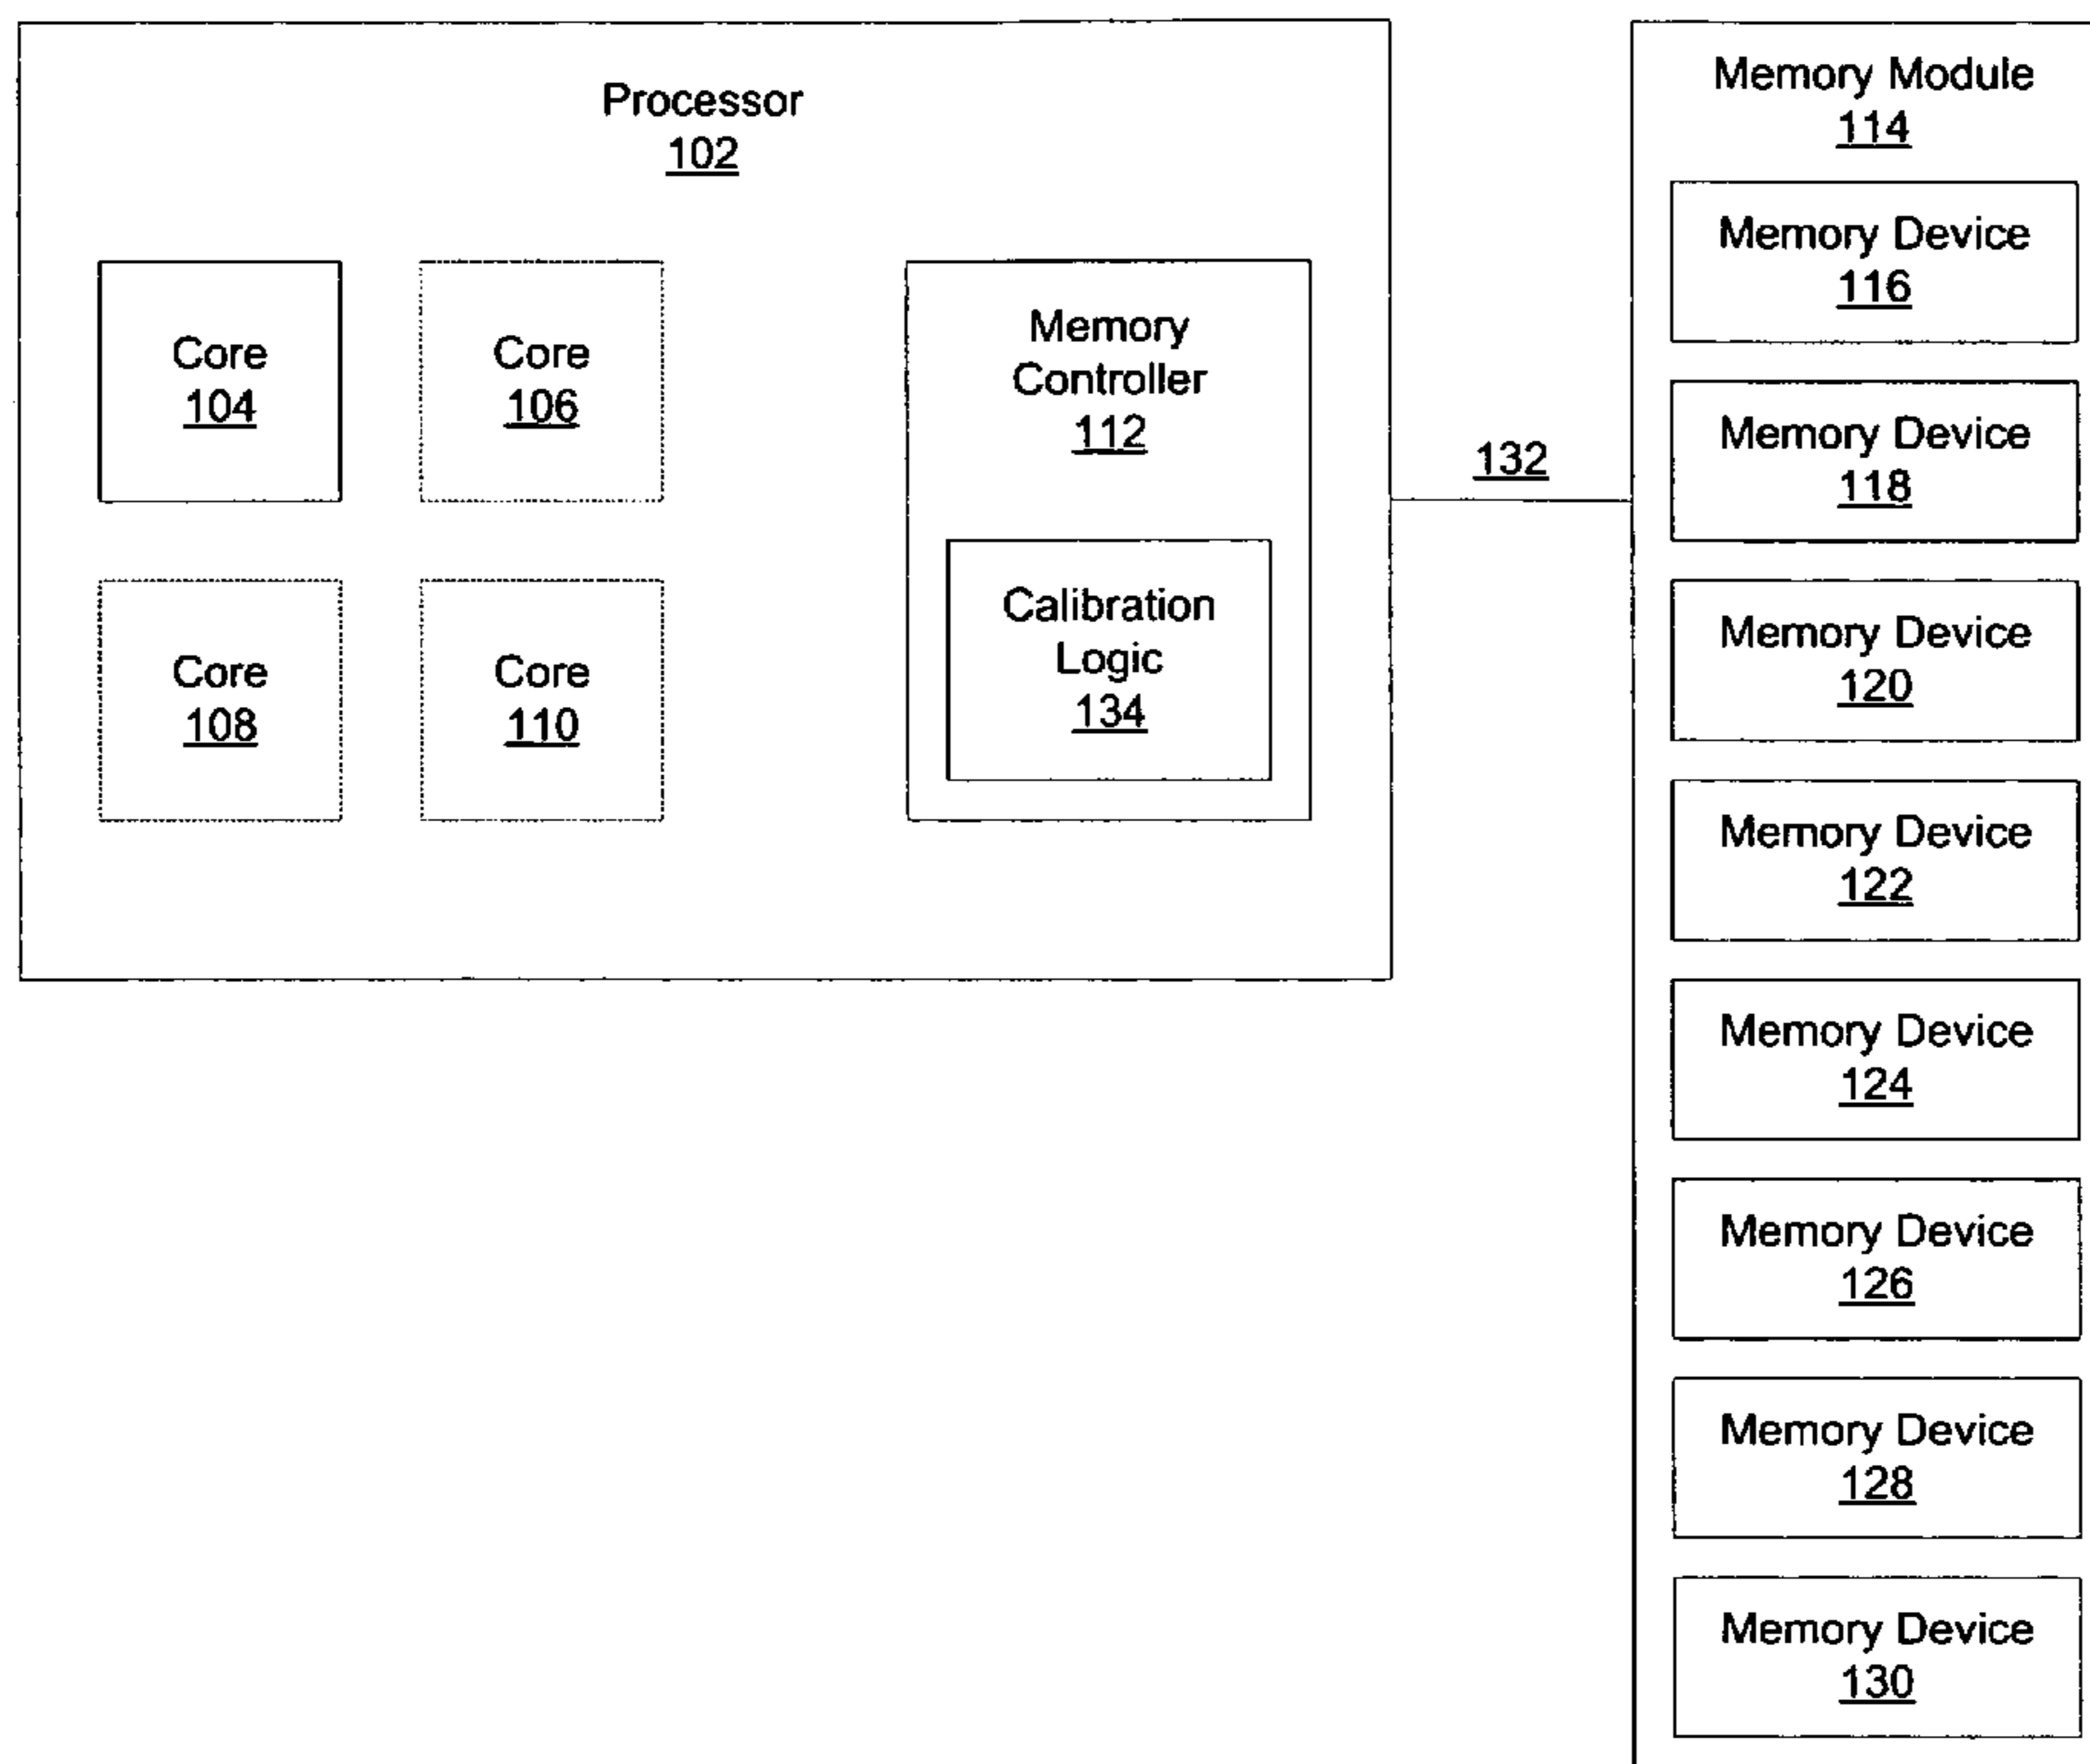 Processor
102
Core
104
Core
106
Core
108
Core
110
Memory
Controller
112
Calibration
Logic
134
132
Memory Module
114
Memory Device
116
Memory Device
118
Memory Device
120
Memory Device
122
Memory Device
124
Memory Device
126
Memory Device
128
Memory Device
130